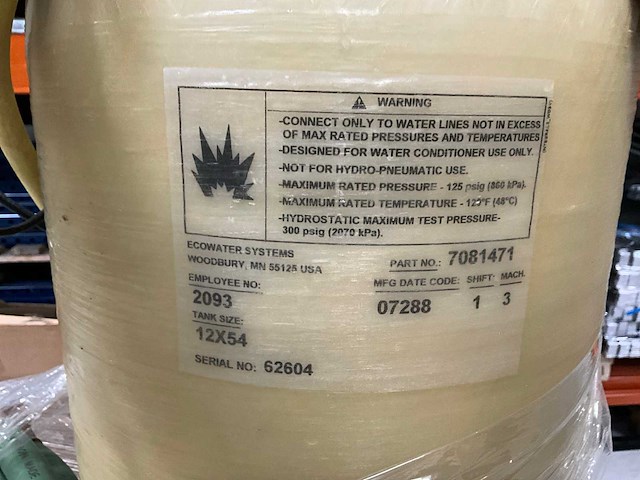 ⚠ WARNING
-CONNECT ONLY TO WATER LINES NOT IN EXCESS
OF MAX RATED PRESSURES AND TEMPERATURES
-DESIGNED FOR WATER CONDITIONER USE ONLY.
-NOT FOR HYDRO-PNEUMATIC USE.
-MAXIMUM RATED PRESSURE - 125 psig (860 kPa).
-MAXIMUM RATED TEMPERATURE - 120°F (48°C)
-HYDROSTATIC MAXIMUM TEST PRESSURE-
300 psig (2070 kPa).
ECOWATER SYSTEMS
WOODBURY, MN 55125 USA
PART NO.: 7081471
EMPLOYEE NO:
2093
MFG DATE CODE: SHIFT: MACH.
07288 1 3
TANK SIZE:
12X54
SERIAL NO: 62604